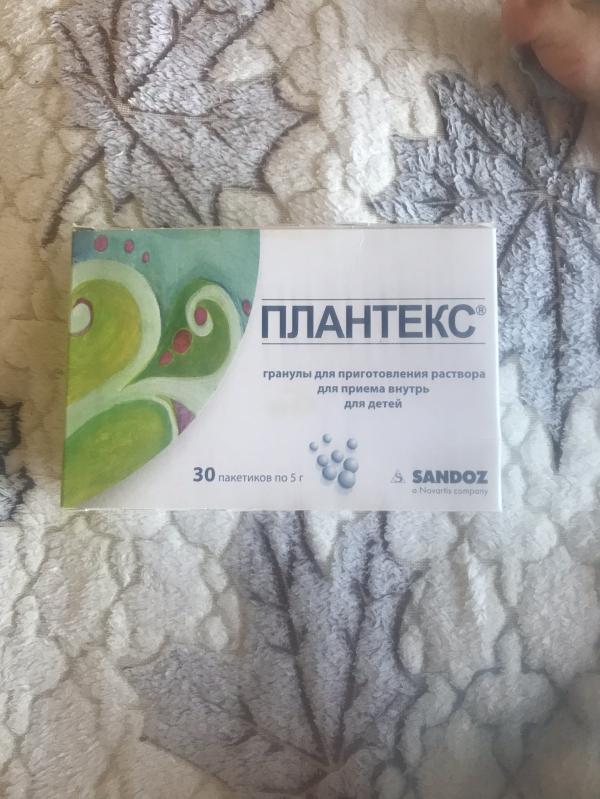 ПЛАНТЕКС®
гранулы для приготовления раствора
для приема внутрь
для детей
30 пакетиков по 5 г
SANDOZ
a Novartis company